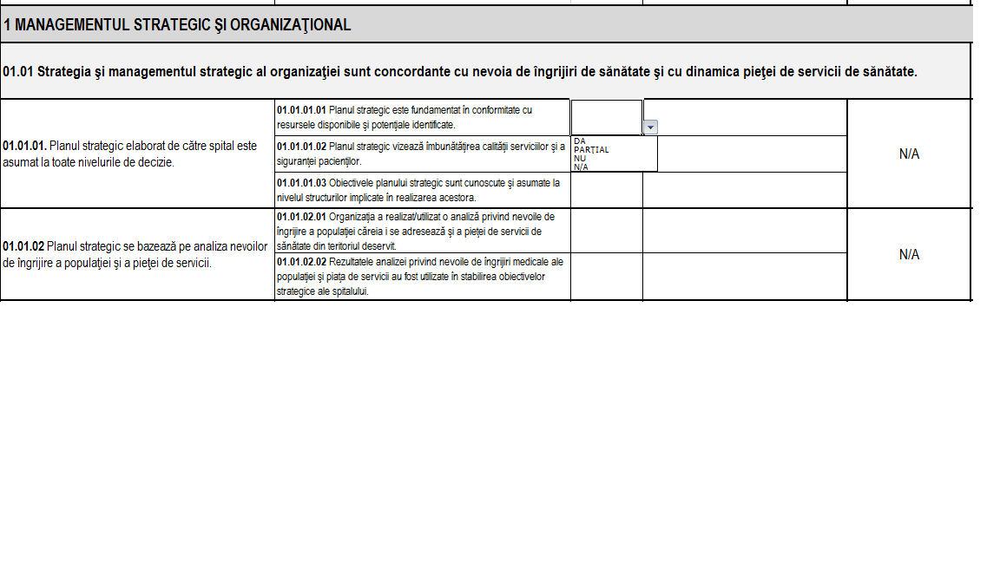 1 MANAGEMENTUL STRATEGIC ŞI ORGANIZAŢIONAL
01.01 Strategia şi managementul strategic al organizaţiei sunt concordante cu nevoia de îngrijiri de sănătate şi cu dinamica pieţei de servicii de sănătate.
01.01.01. Planul strategic elaborat de către spital este
asumat la toate nivelurile de decizie.
01.01.01.01 Planul strategic este fundamentat în conformitate cu
resursele disponibile şi potenţiale identificate.
DA
PARŢIAL
NU
N/A
01.01.01.02 Planul strategic vizează îmbunătăţirea calităţii serviciilor şi a
siguranţei pacienţilor.
01.01.01.03 Obiectivele planului strategic sunt cunoscute şi asumate la
nivelul structurilor implicate în realizarea acestora.
N/A
01.01.02 Planul strategic se bazează pe analiza nevoilor
de îngrijire a populaţiei şi a pieţei de servicii.
01.01.02.01 Organizaţia a realizat/utilizat o analiză privind nevoile de
îngrijire a populaţiei căreia i se adresează şi a pieţei de servicii de
sănătate din teritoriul deservit.
01.01.02.02 Rezultatele analizei privind nevoile de îngrijiri medicale ale
populaţiei şi piaţa de servicii au fost utilizate în stabilirea obiectivelor
strategice ale spitalului.
N/A